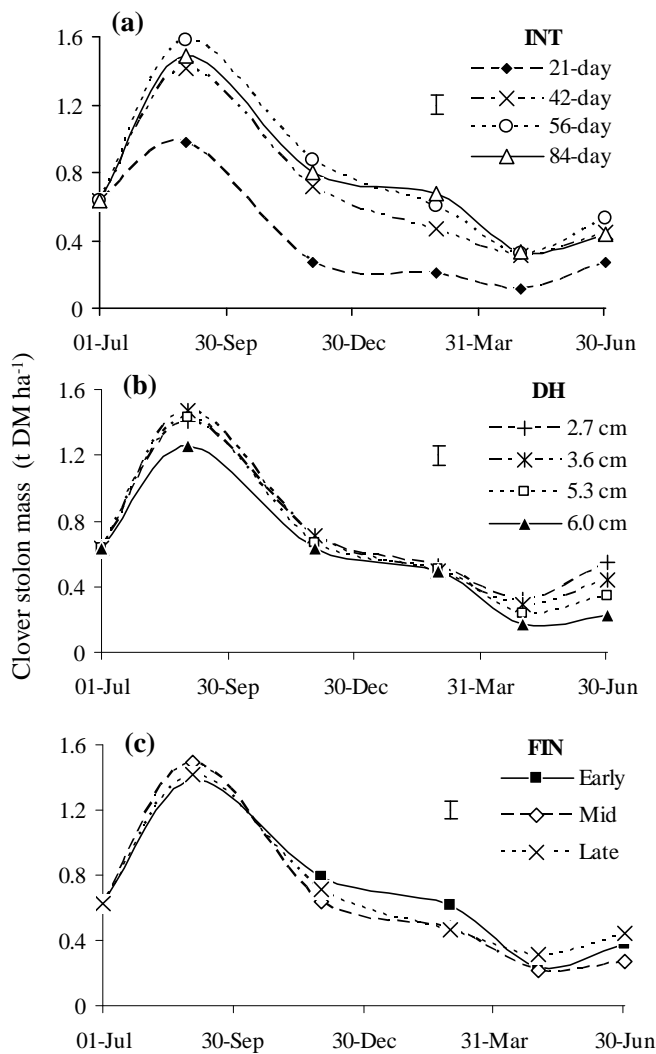 Clover stolon mass (t DM ha⁻¹)
(a)
INT
21-day
42-day
56-day
84-day
1.6
1.2
0.8
0.4
0
01-Jul 30-Sep 30-Dec 31-Mar 30-Jun
(b)
DH
2.7 cm
3.6 cm
5.3 cm
6.0 cm
1.6
1.2
0.8
0.4
0
01-Jul 30-Sep 30-Dec 31-Mar 30-Jun
(c)
FIN
Early
Mid
Late
1.6
1.2
0.8
0.4
0
01-Jul 30-Sep 30-Dec 31-Mar 30-Jun